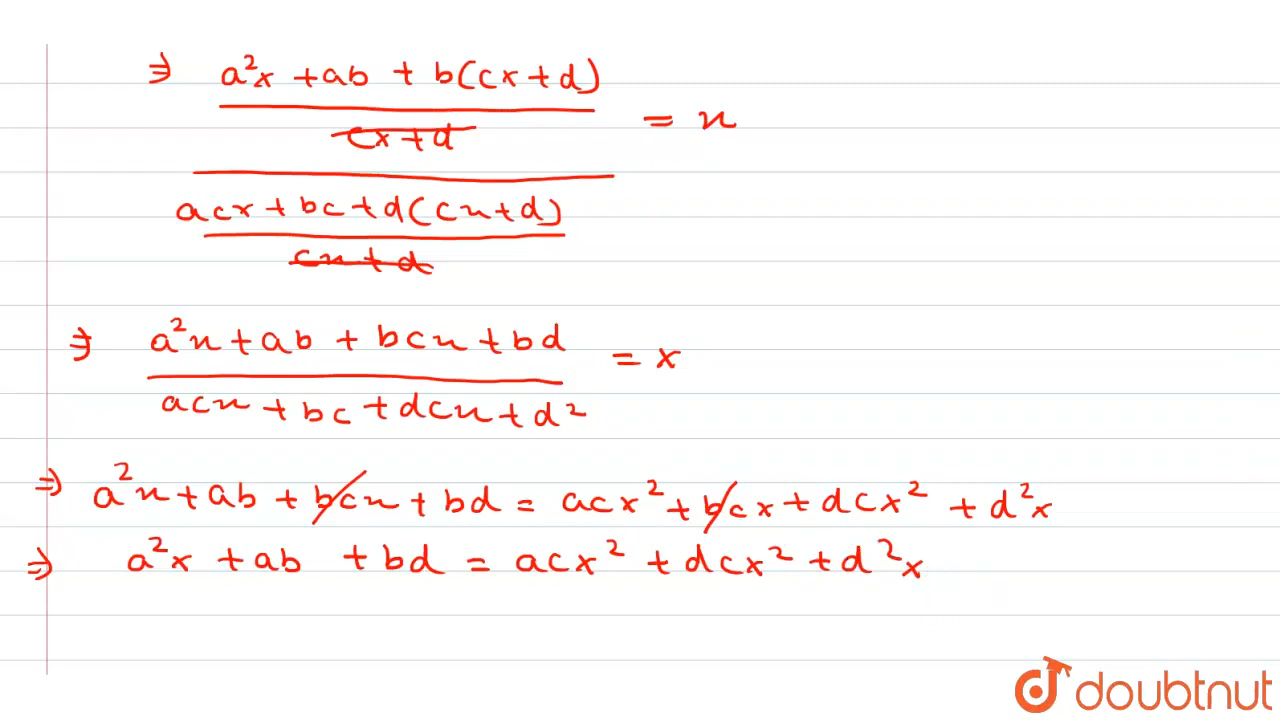 ⇒ a²x + ab + b(cx + d)
cx + d
= x
acx + bc + d(cx + d)
cx + d
⇒ a²x + ab + bcx + bd
= x
acx + bc + dcx + d²
⇒ a²x + ab + bcx + bd = acx² + bcx + dcx² + d²x
⇒ a²x + ab + bd = acx² + dcx² + d²x
doubtnut